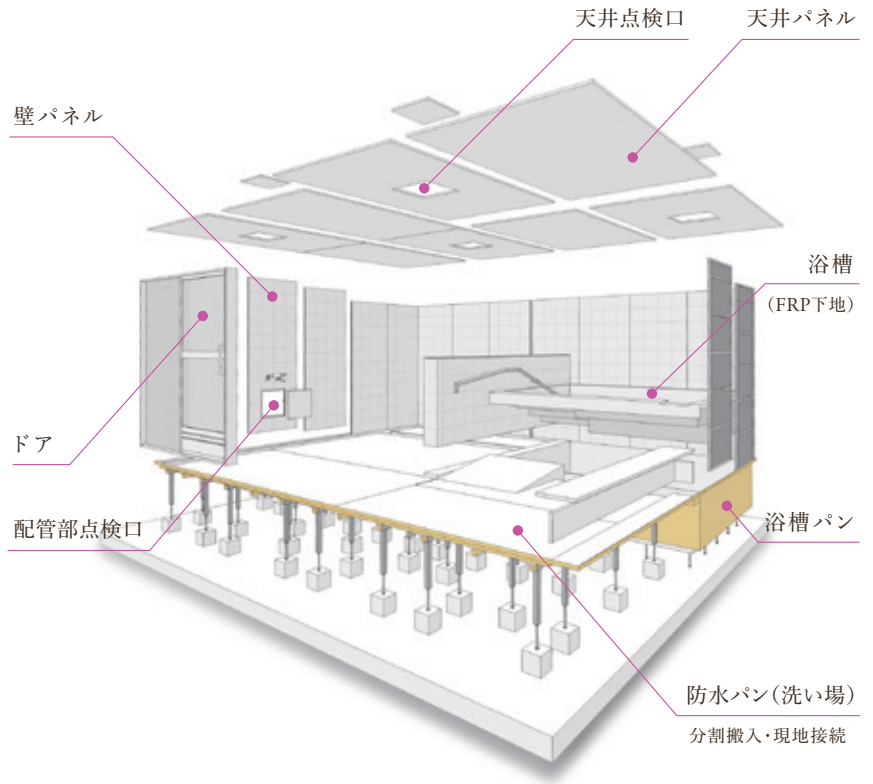 天井点検口
天井パネル
壁パネル
浴槽
（FRP下地）
ドア
配管部点検口
浴槽パン
防水パン（洗い場）
分割搬入・現地接続